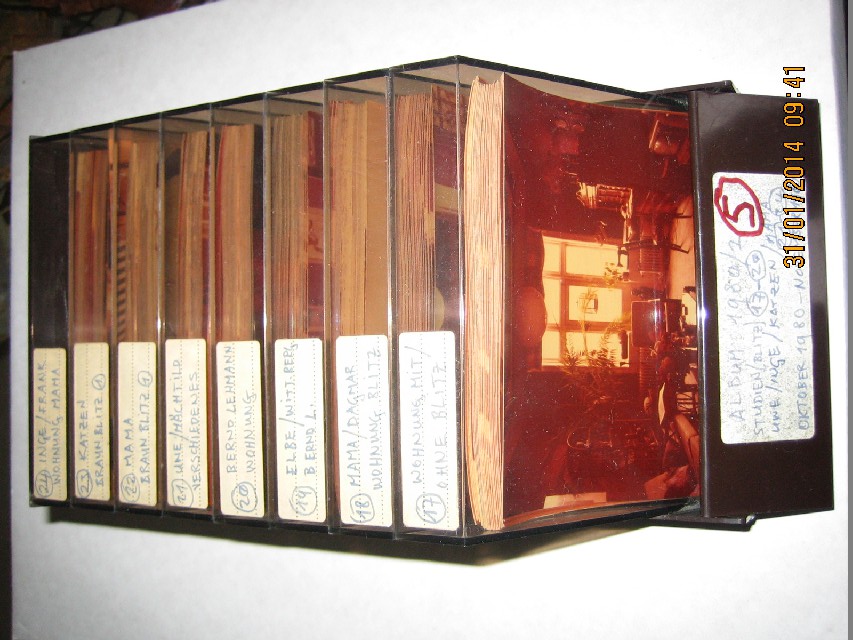 24 INGE/FRANK
WOHNUNG, MAMA
23 KATZEN
BRAUN BLITZ
22 MAMA
BRAUN BLITZ
21 UWE/MACHTILD
VERSCHIEDENES
20 BERND LEHMANN
WOHNUNG
19 ELBE/WITT.
BERND L.
18 MAMA/DAGMAR
WOHNUNG BLITZ
17 WOHNUNG, MIT/
OHNE BLITZ
5
ALBUM 1980/2
STUDIEN/BLITZ/
UWE/INGE/KATZEN
OKTOBER 1980-
31/01/2014 09:41